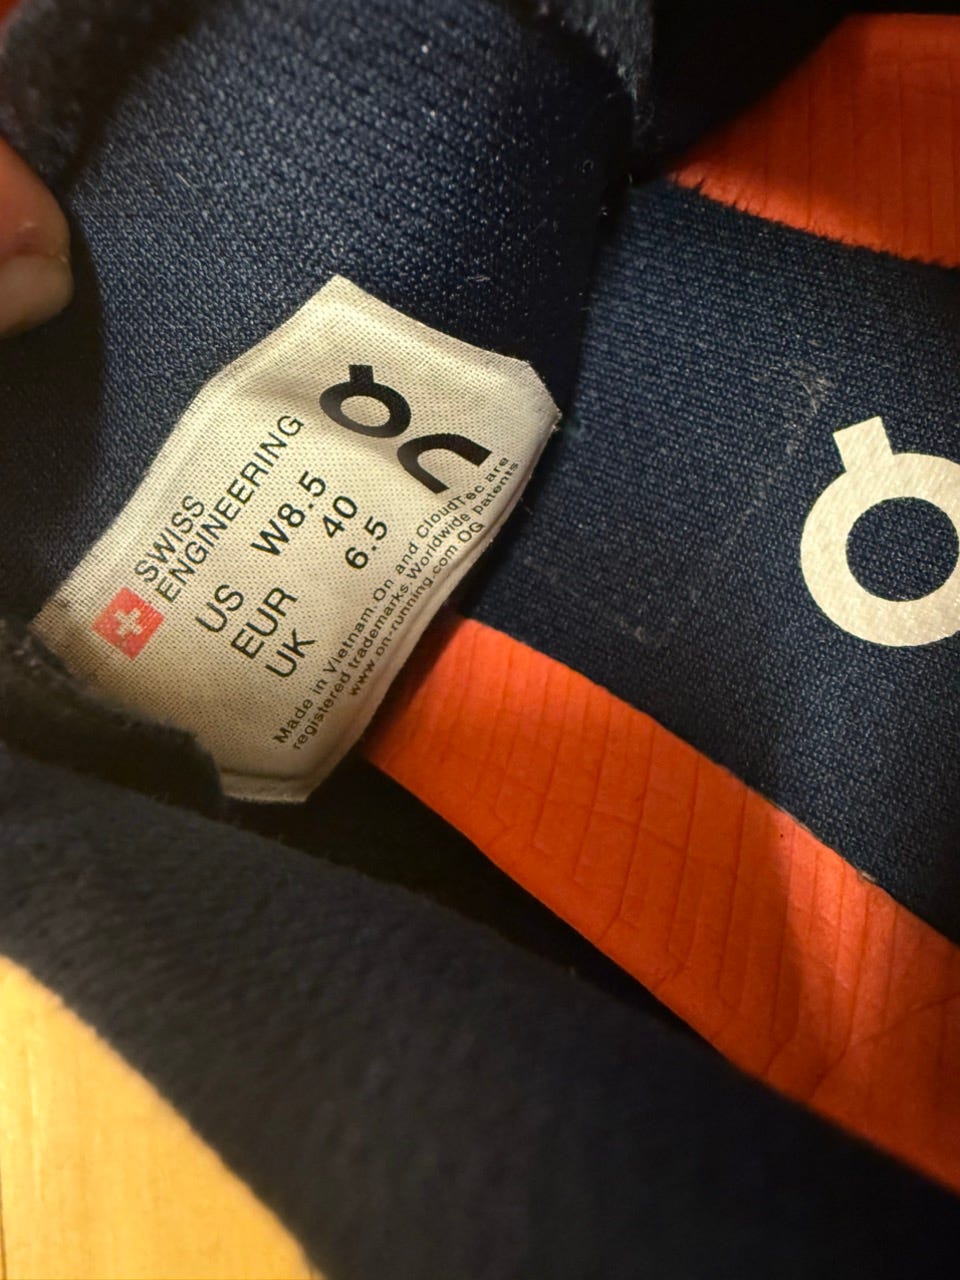 On
SWISS
ENGINEERING
US W8.5
EUR 40
UK 6.5
Made in Vietnam.On and CloudTec are
registered trademarks.Worldwide patents
www.on-running.com OG